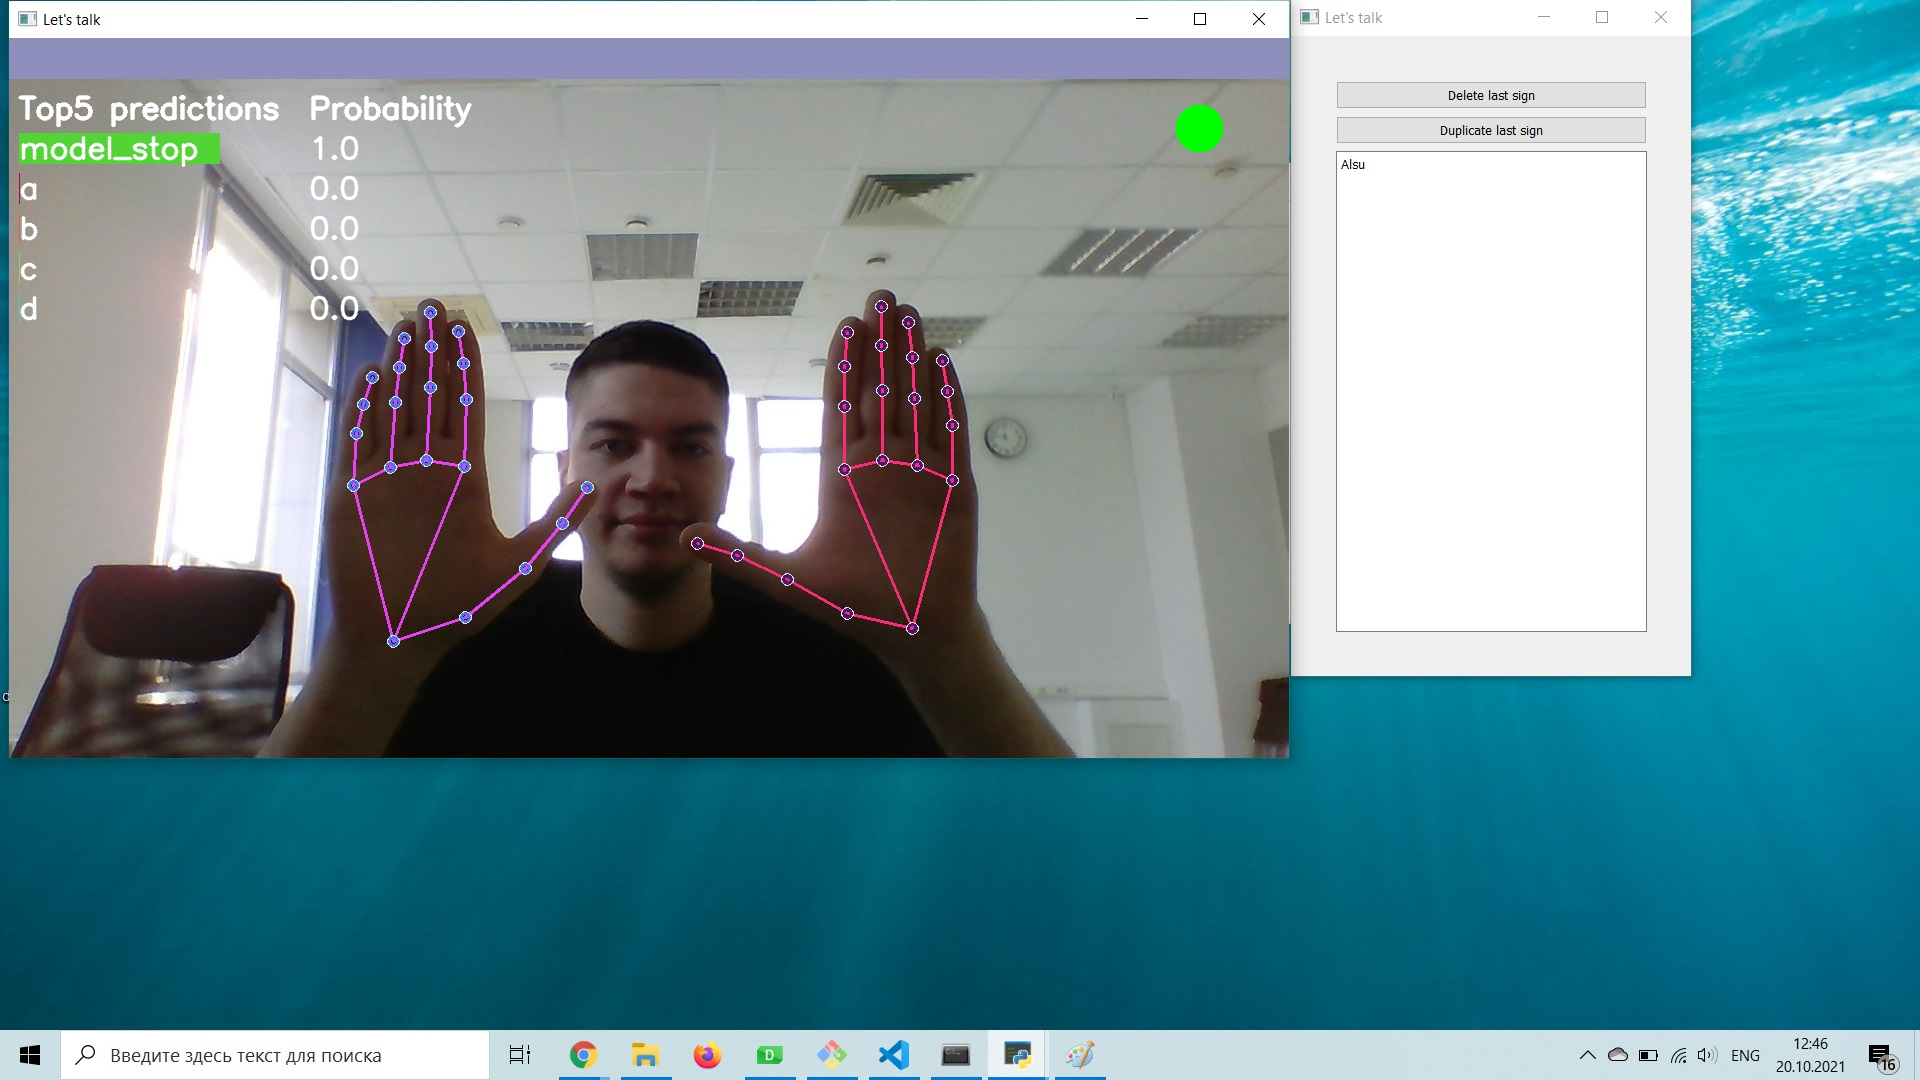 Let's talk
Top5 predictions Probability
model_stop 1.0
a 0.0
b 0.0
c 0.0
d 0.0
Let's talk
Delete last sign
Duplicate last sign
Alsu
Введите здесь текст для поиска
D
ENG
12:46
20.10.2021
16